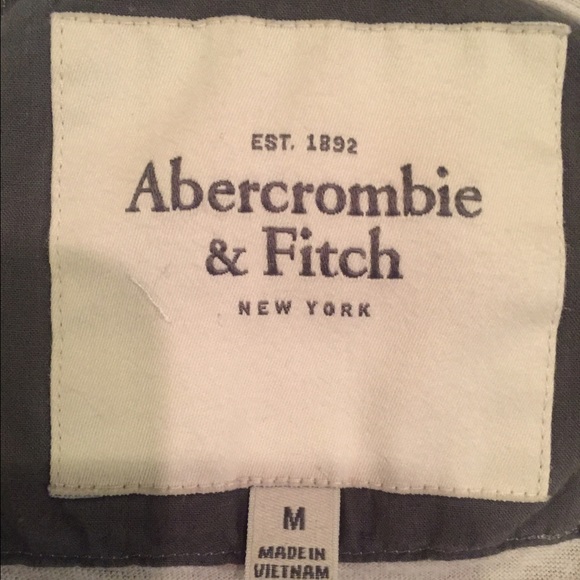 EST. 1892
Abercrombie
& Fitch
NEW YORK
M
MADE IN
VIETNAM